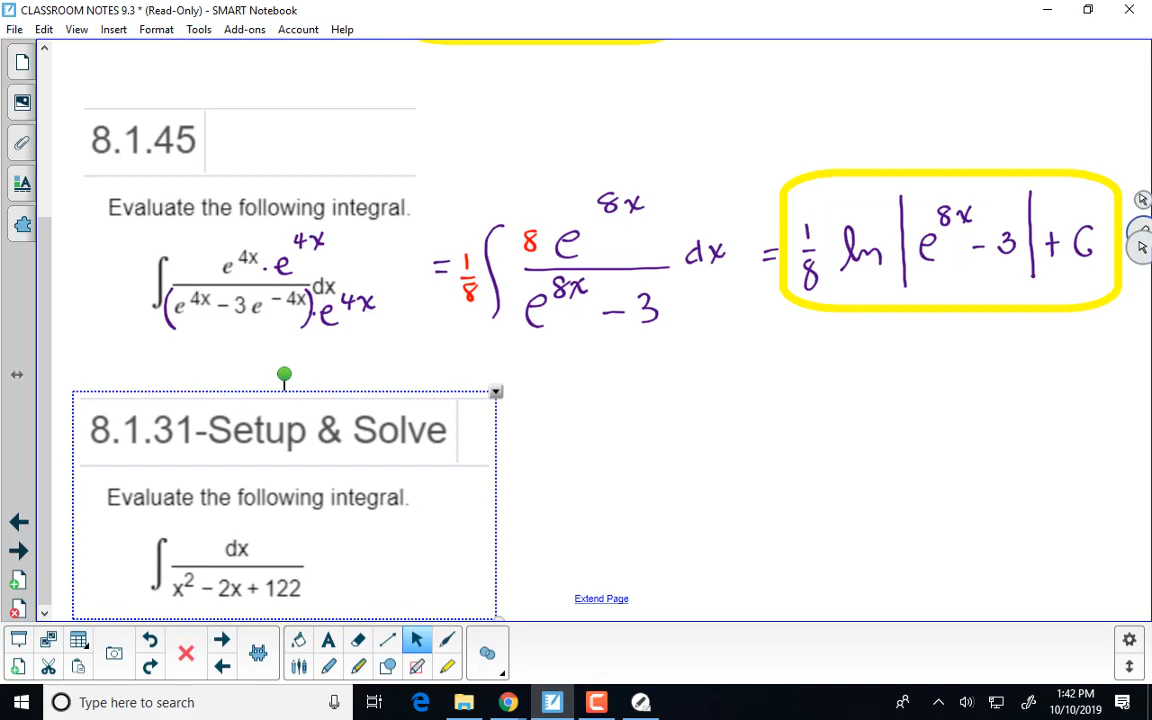 CLASSROOM NOTES 9.3 * (Read-Only) - SMART Notebook
File Edit View Insert Format Tools Add-ons Account Help
8.1.45
Evaluate the following integral.
∫ e^4x · e^4x / (e^4x − 3 e^−4x) · e^4x dx = 1/8 ∫ 8 e^8x / e^8x − 3 dx = 1/8 ln |e^8x − 3| + C
8.1.31-Setup & Solve
Evaluate the following integral.
∫ dx / x² − 2x + 122
Extend Page
Type here to search
1:42 PM
10/10/2019